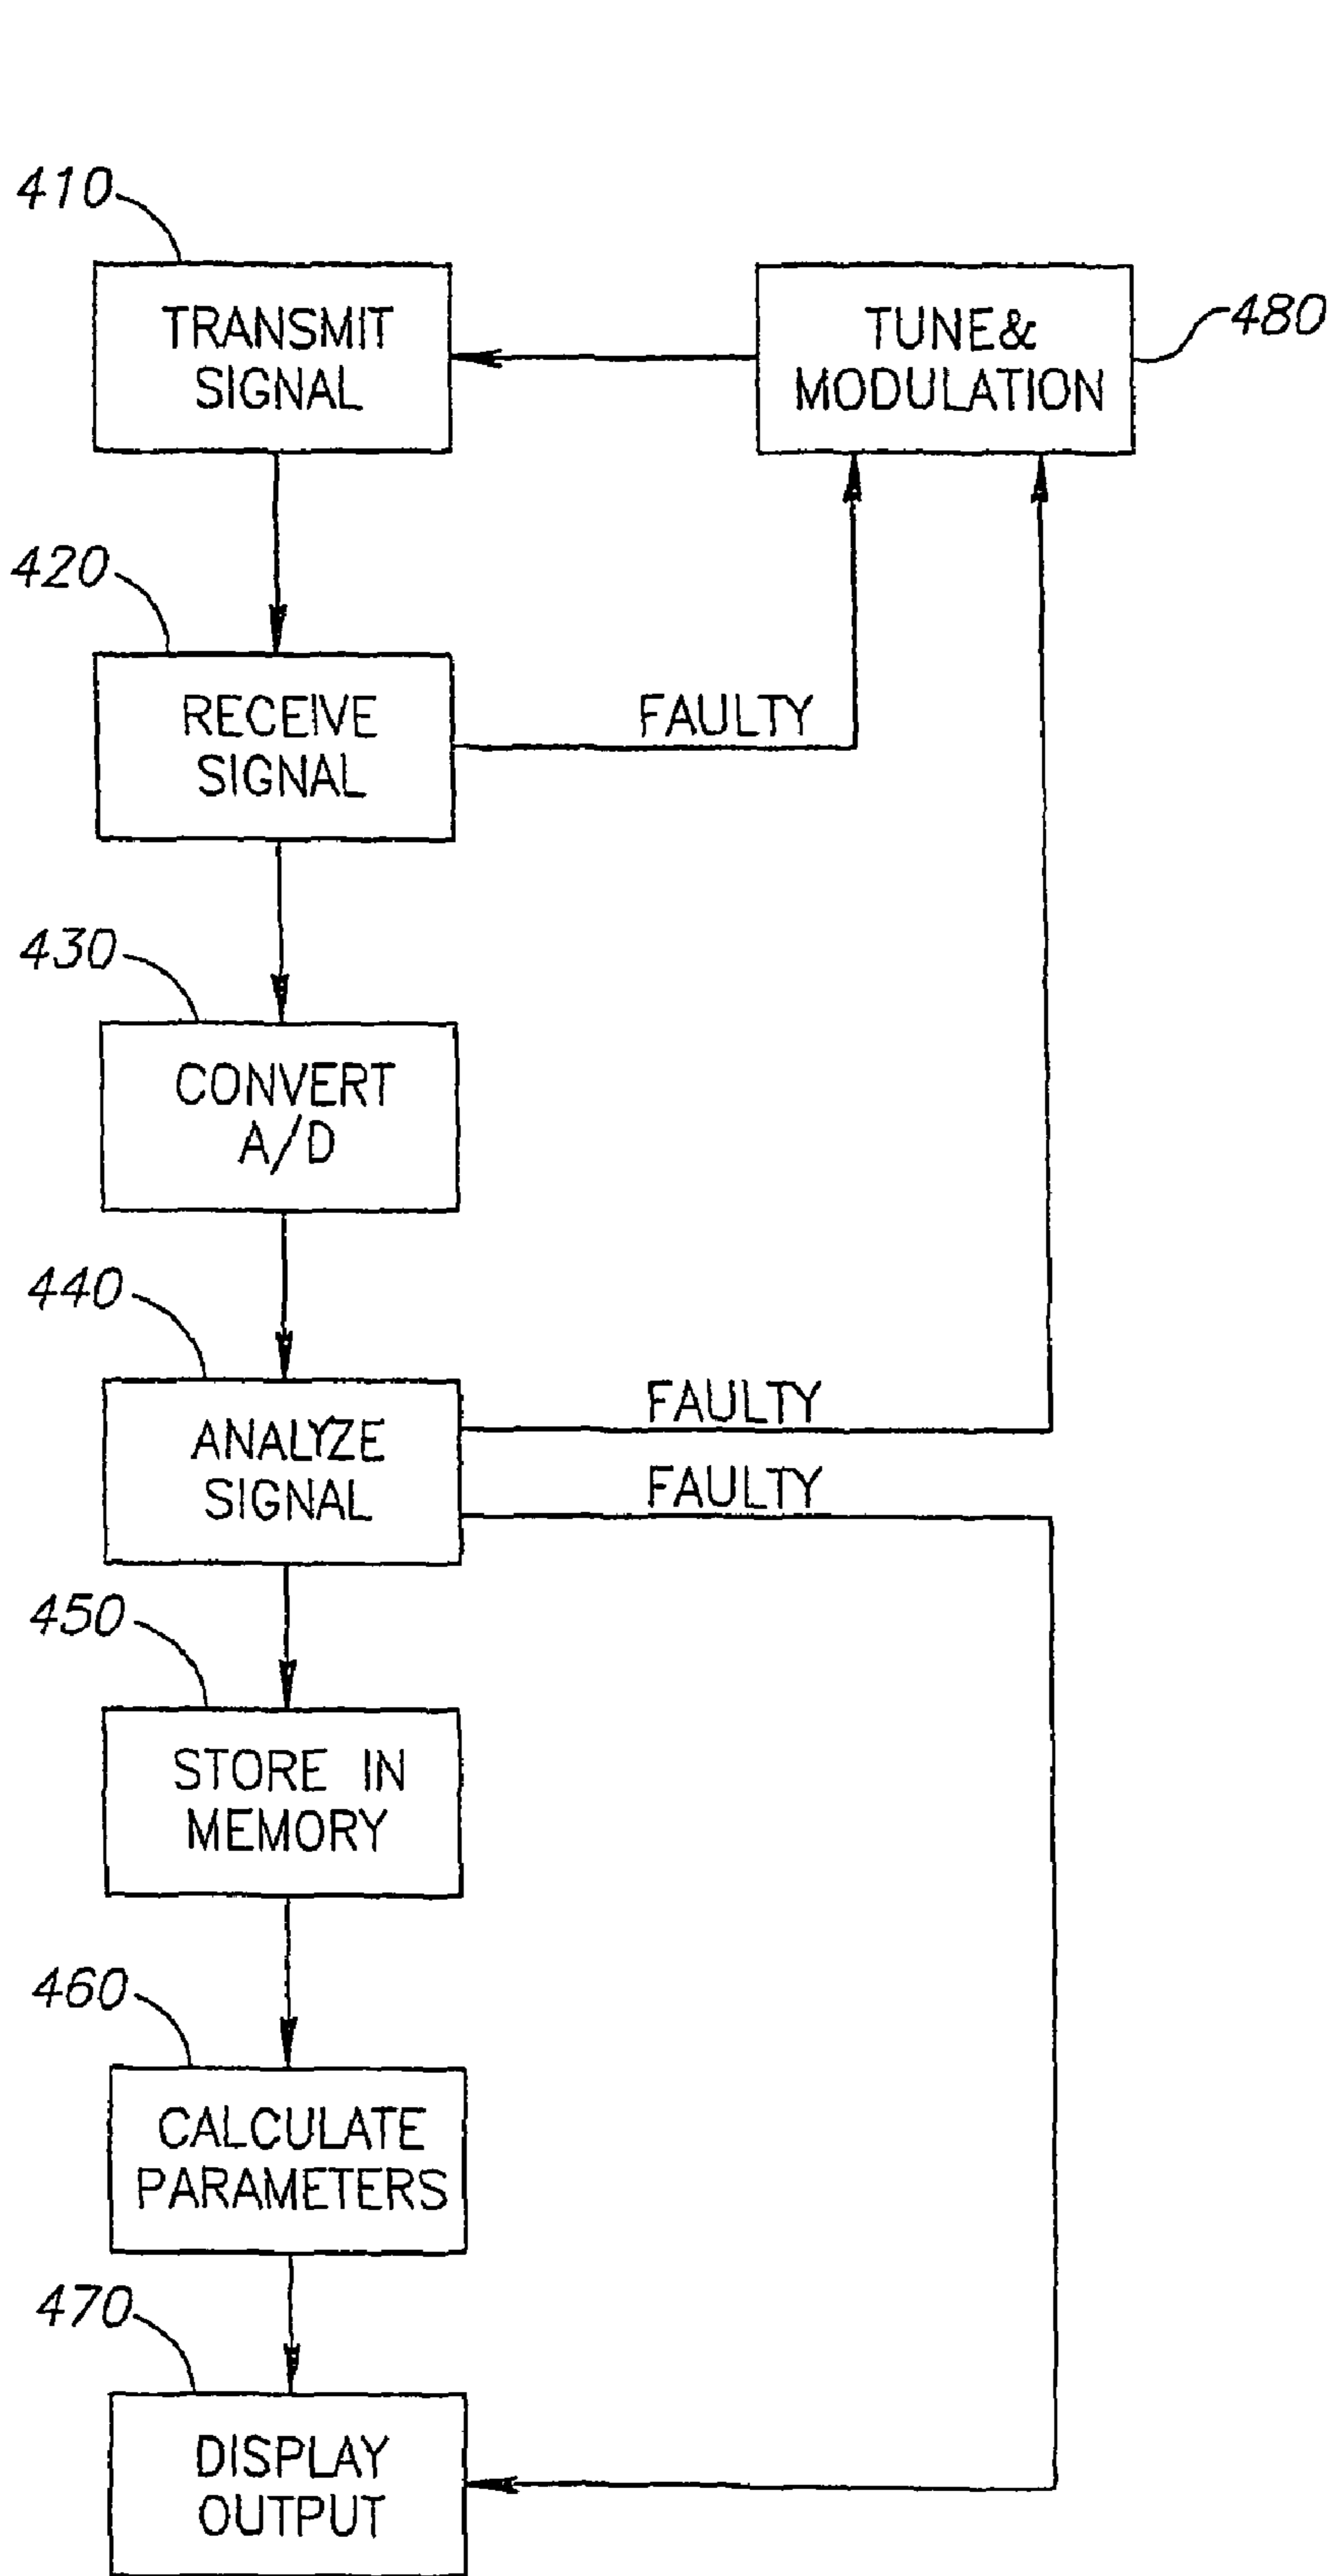 410
TRANSMIT
SIGNAL
TUNE&
MODULATION
480
420
RECEIVE
SIGNAL
FAULTY
430
CONVERT
A/D
440
ANALYZE
SIGNAL
FAULTY
FAULTY
450
STORE IN
MEMORY
460
CALCULATE
PARAMETERS
470
DISPLAY
OUTPUT